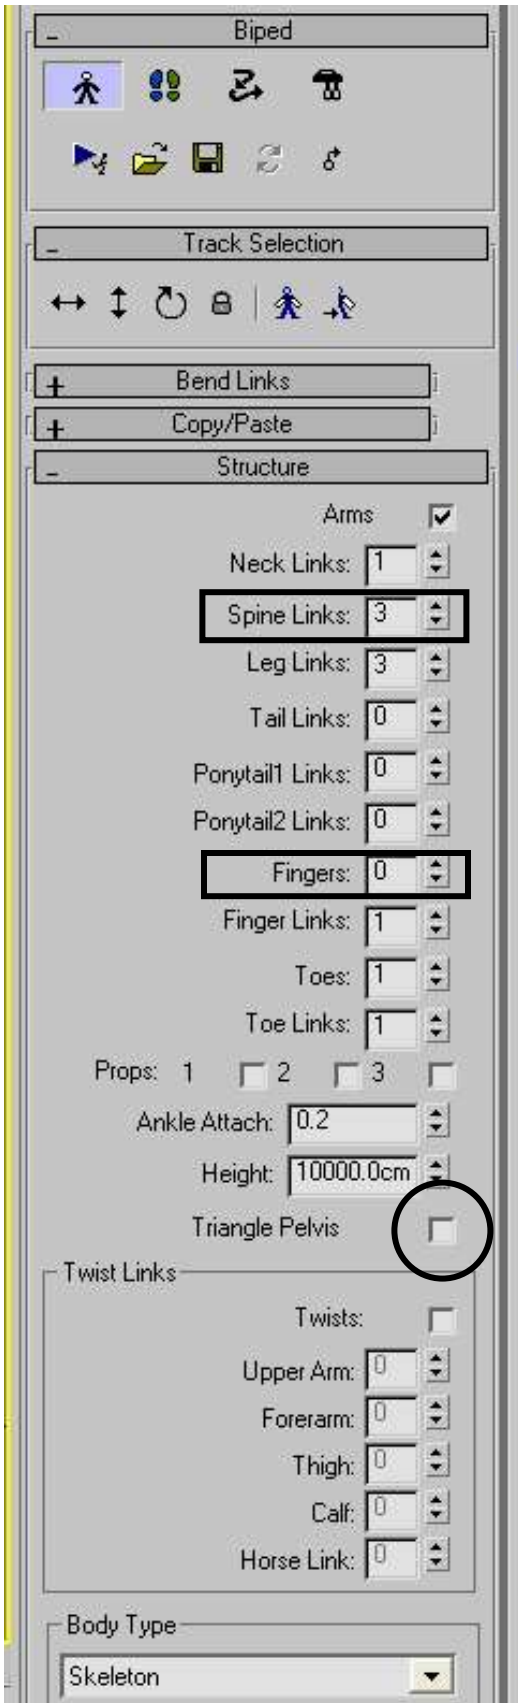 - Biped
- Track Selection
+ Bend Links
+ Copy/Paste
- Structure
Arms
Neck Links: 1
Spine Links: 3
Leg Links: 3
Tail Links: 0
Ponytail1 Links: 0
Ponytail2 Links: 0
Fingers: 0
Finger Links: 1
Toes: 1
Toe Links: 1
Props: 1 2 3
Ankle Attach: 0.2
Height: 10000.0cm
Triangle Pelvis
Twist Links
Twists:
Upper Arm: 0
Forerarm: 0
Thigh: 0
Calf: 0
Horse Link: 0
Body Type
Skeleton